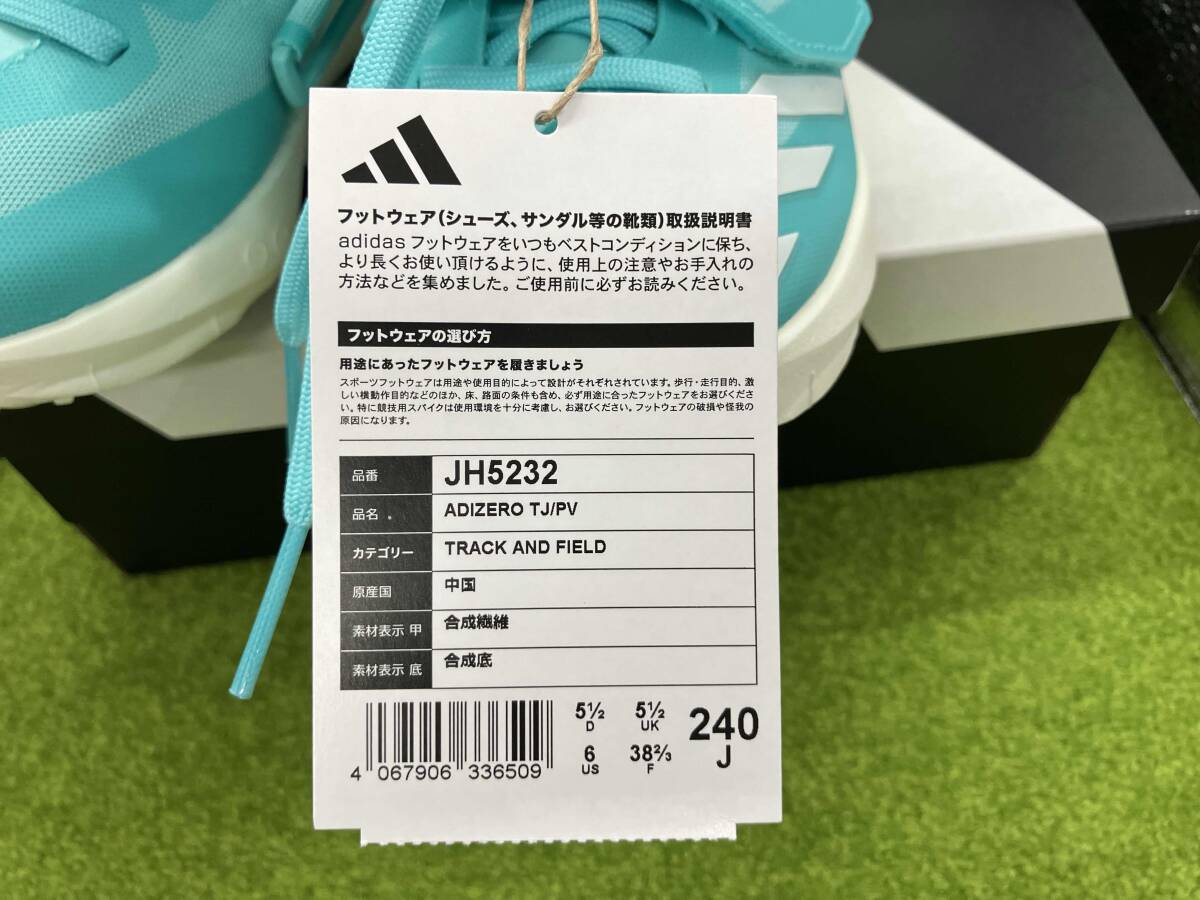 フットウェア(シューズ、サンダル等の靴類)取扱説明書
adidas フットウェアをいつもベストコンディションに保ち、
より長くお使い頂けるように、使用上の注意やお手入れの
方法などを集めました。ご使用前に必ずお読みください。
フットウェアの選び方
用途にあったフットウェアを履きましょう
スポーツフットウェアは用途や使用目的によって設計がそれぞれされています。歩行・走行目的、激
しい横動作目的などのほか、床、路面の条件も含め、必ず用途に合ったフットウェアをお選びくださ
い。特に競技用スパイクは使用環境を十分に考慮し、お選びください。フットウェアの破損や怪我の
原因になります。
品番 JH5232
品名 . ADIZERO TJ/PV
カテゴリー TRACK AND FIELD
原産国 中国
素材表示 甲 合成繊維
素材表示 底 合成底
4 067906 336509
5½ D
5½ UK
6 US
38⅔ F
240 J